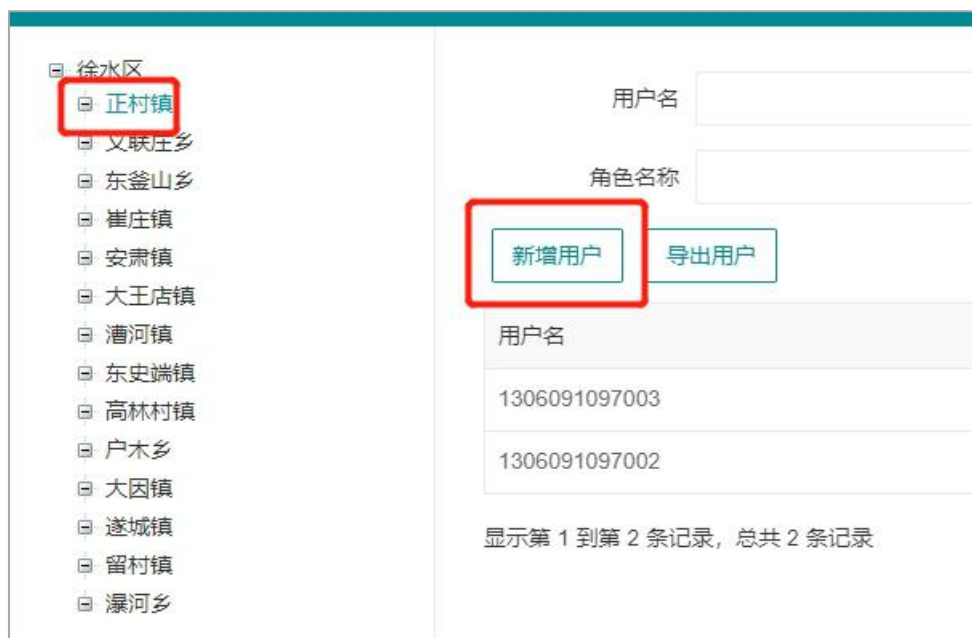 徐水区
正村镇
义联庄乡
东釜山乡
崔庄镇
安肃镇
大王店镇
漕河镇
东史端镇
高林村镇
户木乡
大因镇
遂城镇
留村镇
瀑河乡
用户名
角色名称
新增用户 导出用户
用户名
1306091097003
1306091097002
显示第 1 到第 2 条记录，总共 2 条记录